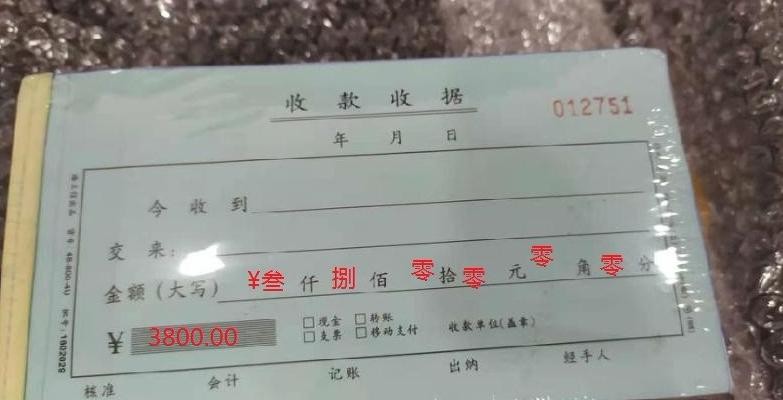 收款收据
012751
年 月 日
今收到
交来:
金额(大写) ¥叁仟捌佰零拾零元零角零分
¥ 3800.00
□现金 □转账
□支票 □移动支付
收款单位(盖章)
核准 会计 记账 出纳 经手人